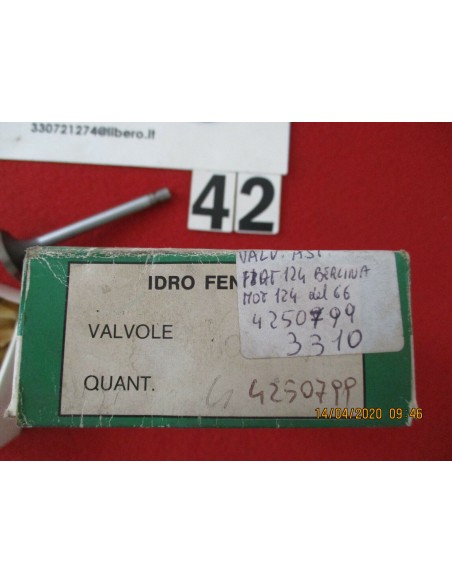 330721274@libero.it
42
IDRO FEN
VALV. ASP.
FIAT 124 BERLINA
MOT 124 del 66
4250799
3310
VALVOLE
QUANT. 4 4250799
14/04/2020 09:46